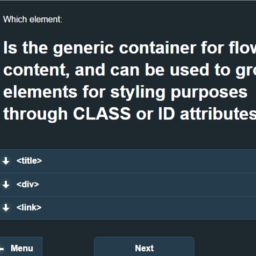 Which element:
Is the generic container for flow
content, and can be used to gro
elements for styling purposes
through CLASS or ID attributes
<title>
<div>
<link>
Menu
Next